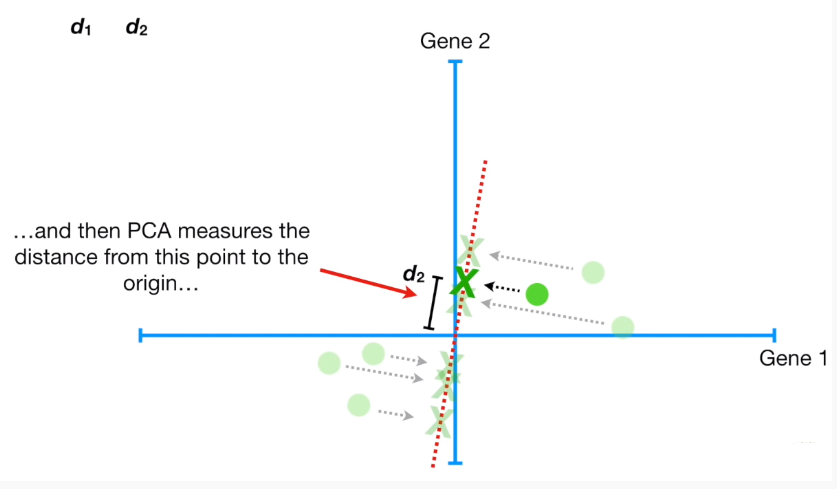 d₁ d₂
Gene 2
…and then PCA measures the
distance from this point to the
origin…
d₂
Gene 1